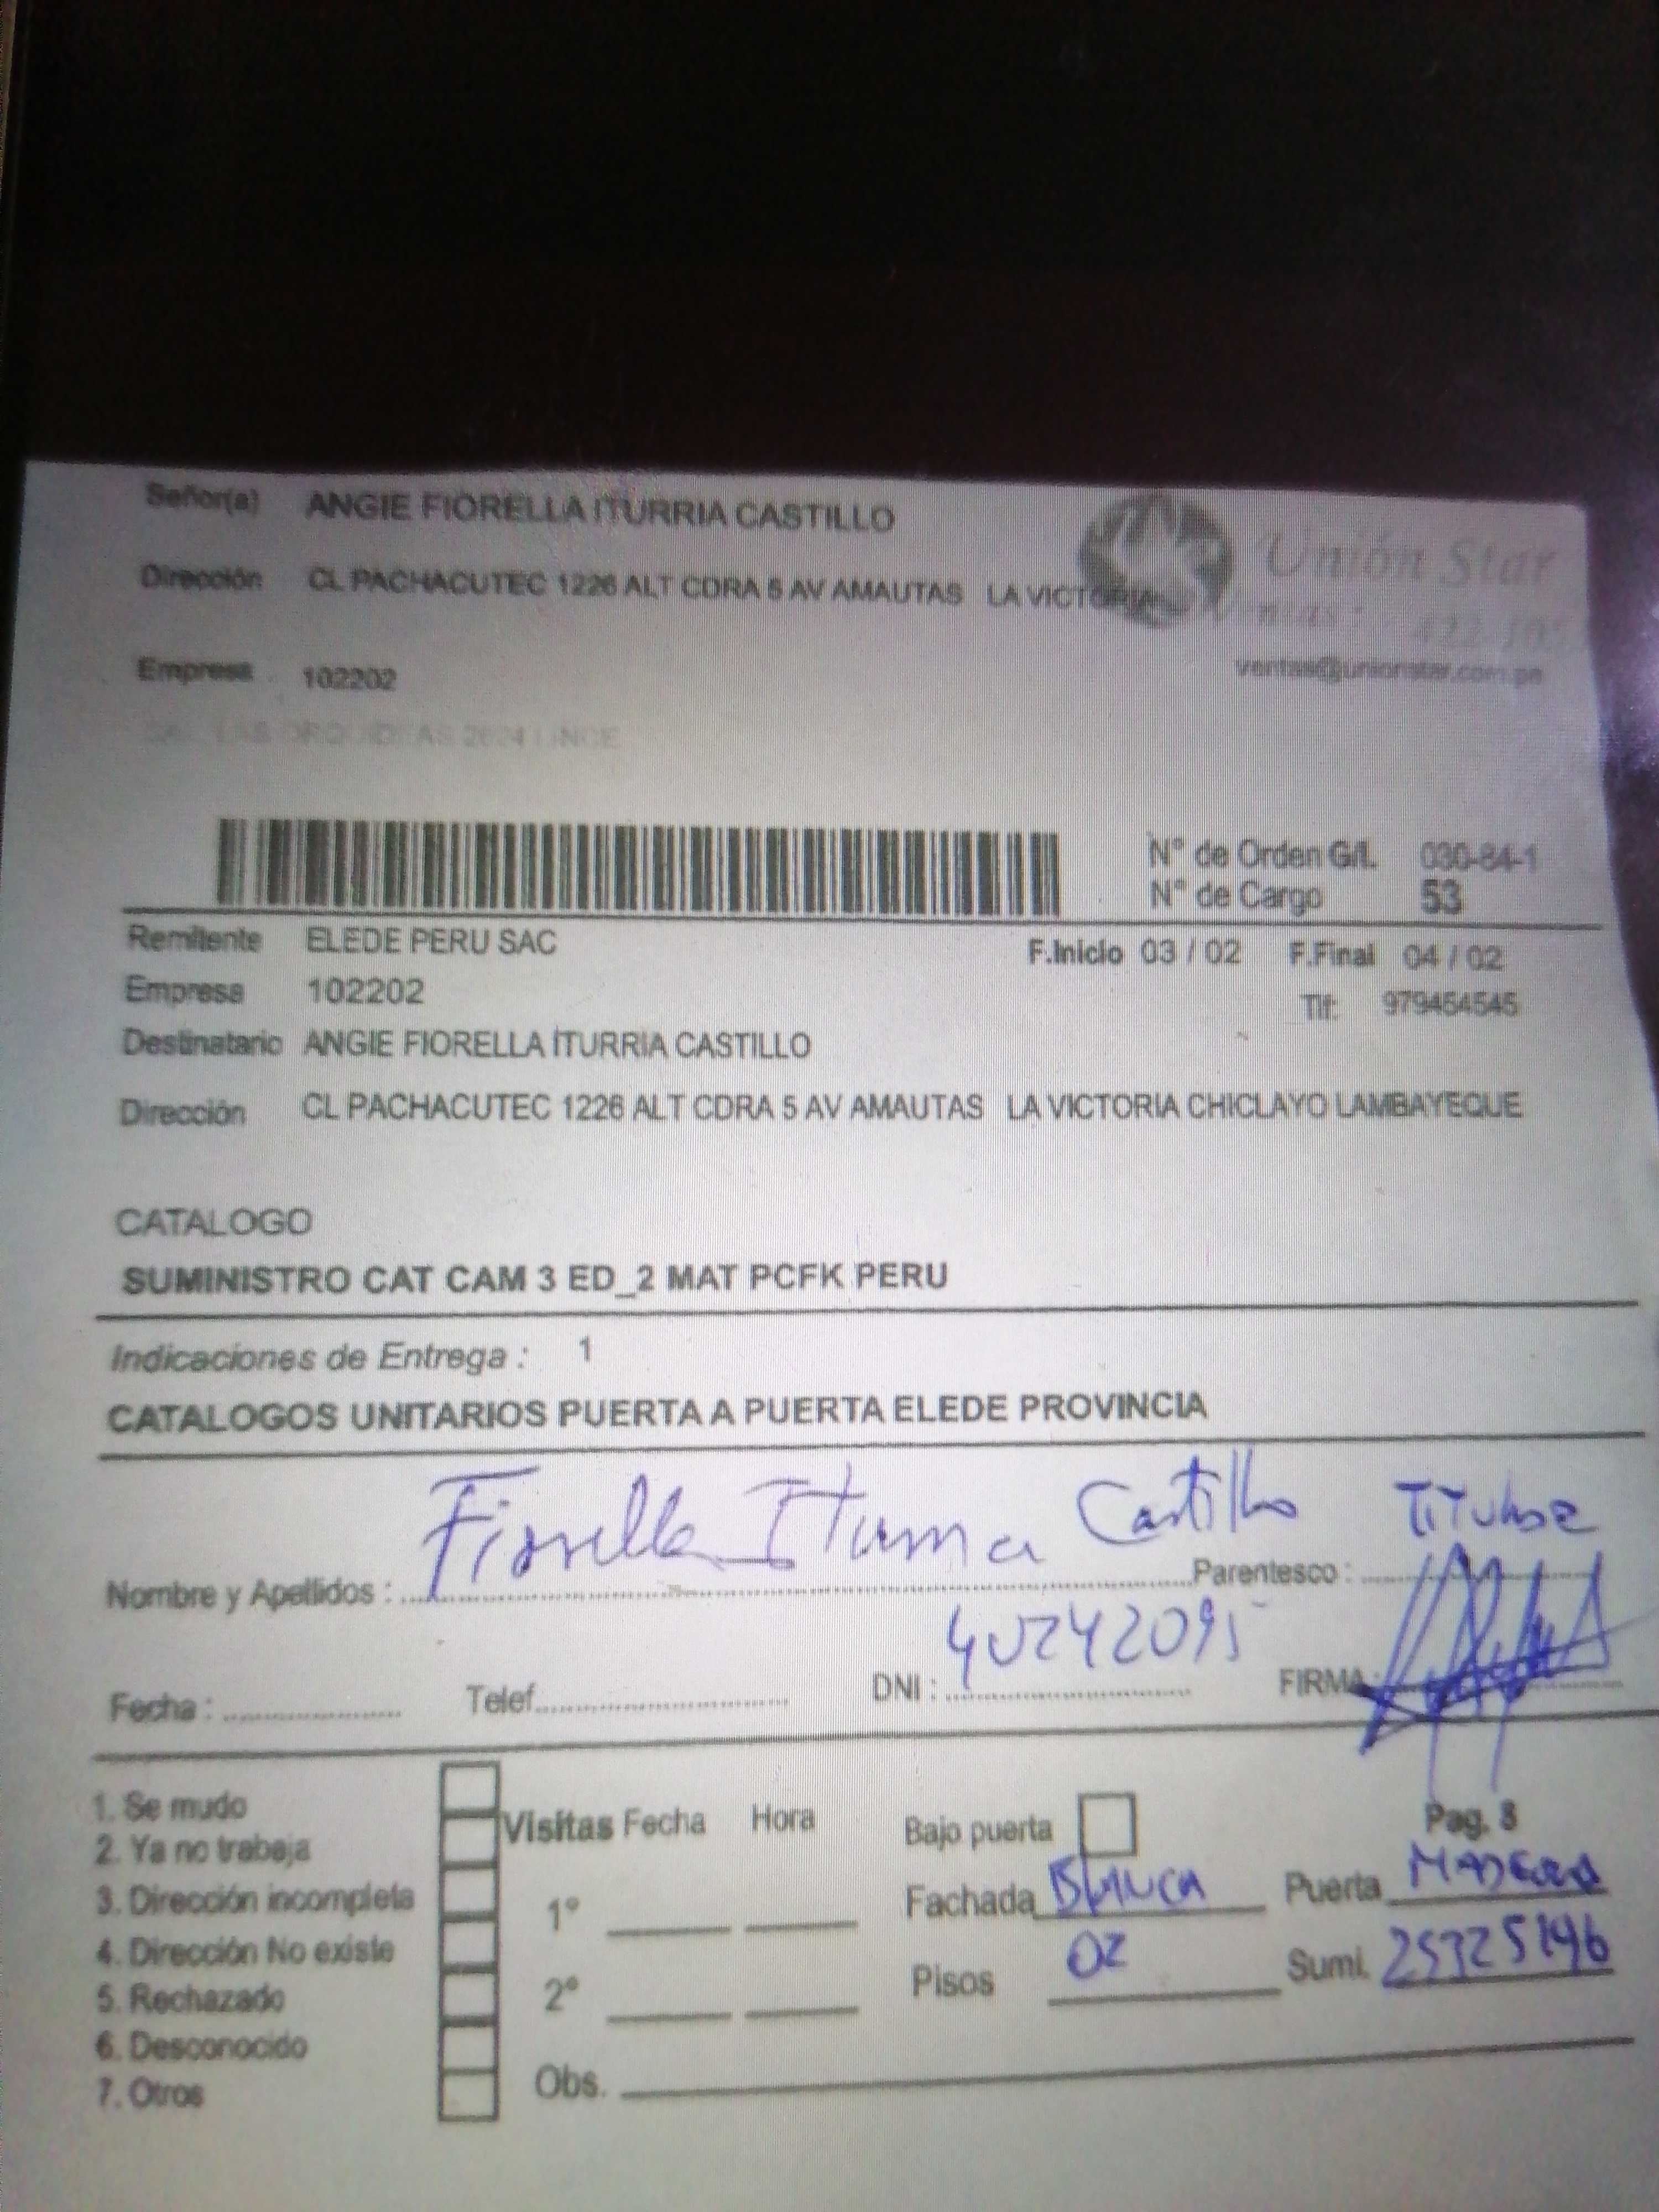 Señor(a) ANGIE FIORELLA ITURRIA CASTILLO
Unión Star
Dirección CL PACHACUTEC 1226 ALT CDRA 5 AV AMAUTAS LA VICTORIA
Empresa 102202
ventas@unionstar.com.pe
N° de Orden G/L 030-84-1
N° de Cargo 53
Remitente ELEDE PERU SAC F.Inicio 03 / 02 F.Final 04 / 02
Empresa 102202 Tlf: 979454545
Destinatario ANGIE FIORELLA ITURRIA CASTILLO
Dirección CL PACHACUTEC 1226 ALT CDRA 5 AV AMAUTAS LA VICTORIA CHICLAYO LAMBAYEQUE
CATALOGO
SUMINISTRO CAT CAM 3 ED_2 MAT PCFK PERU
Indicaciones de Entrega : 1
CATALOGOS UNITARIOS PUERTA A PUERTA ELEDE PROVINCIA
Nombre y Apellidos : Fiorella Iturria Castillo Parentesco : Titular
Fecha : Telef. DNI : 40242095 FIRMA :
1. Se mudo
2. Ya no trabaja
3. Dirección incompleta
4. Dirección No existe
5. Rechazado
6. Desconocido
7. Otros
Visitas Fecha Hora
1°
2°
Obs.
Bajo puerta Pag. 8
Fachada Blanca Puerta MADERA
Pisos 02 Sumi. 25725196